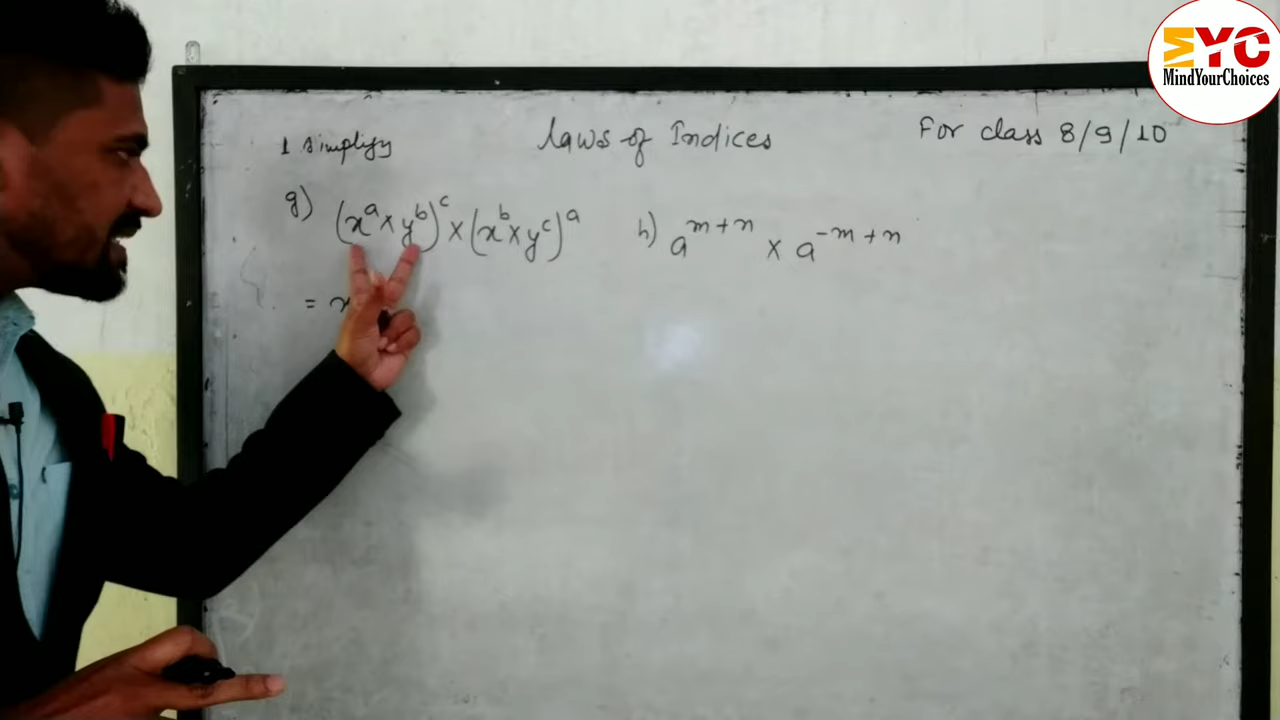 MYC
MindYourChoices
1 Simplify
Laws of Indices
For class 8/9/10
g) (x^a × y^b)^c × (x^b × y^c)^a
h) a^{m+n} × a^{-m+n}
= x